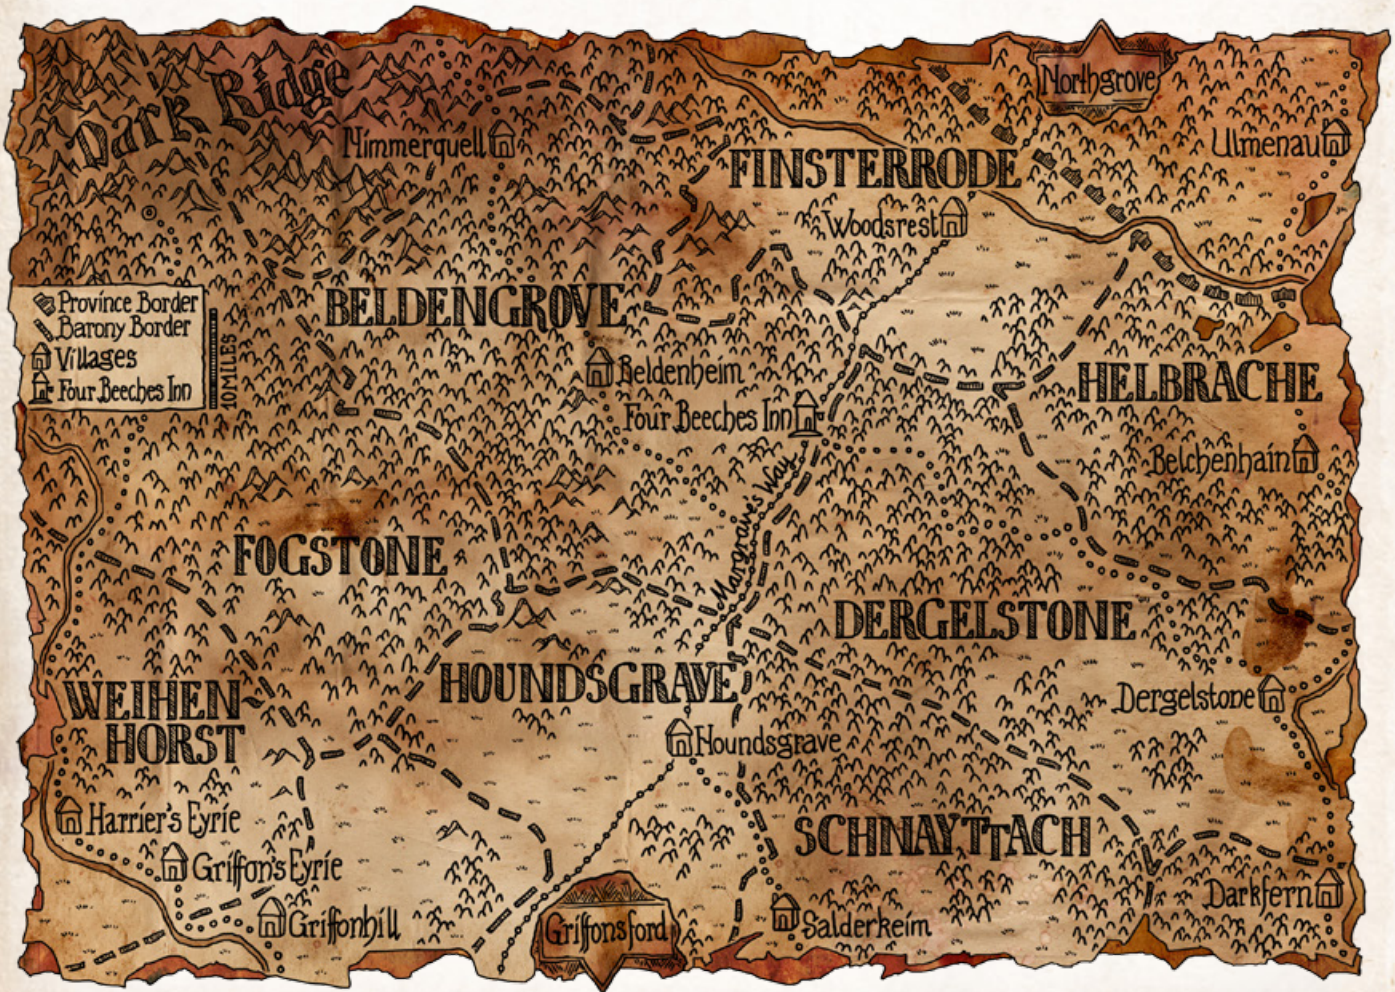 Dark Ridge
Northgrove
Nimmerquell
Ulmenau
FINSTERRODE
Woodsrest
Province Border
Barony Border
Villages
Four Beeches Inn
10 MILES
BELDENGROVE
Beldenheim
HELBRACHE
Four Beeches Inn
Belchenhain
Margrave's Way
FOGSTONE
DERGELSTONE
HOUNDSGRAVE
WEIHEN-
HORST
Dergelstone
Houndsgrave
Harrier's Eyrie
SCHNAYTTACH
Griffon's Eyrie
Darkfern
Griffonhill
Griffonsford
Salderkeim